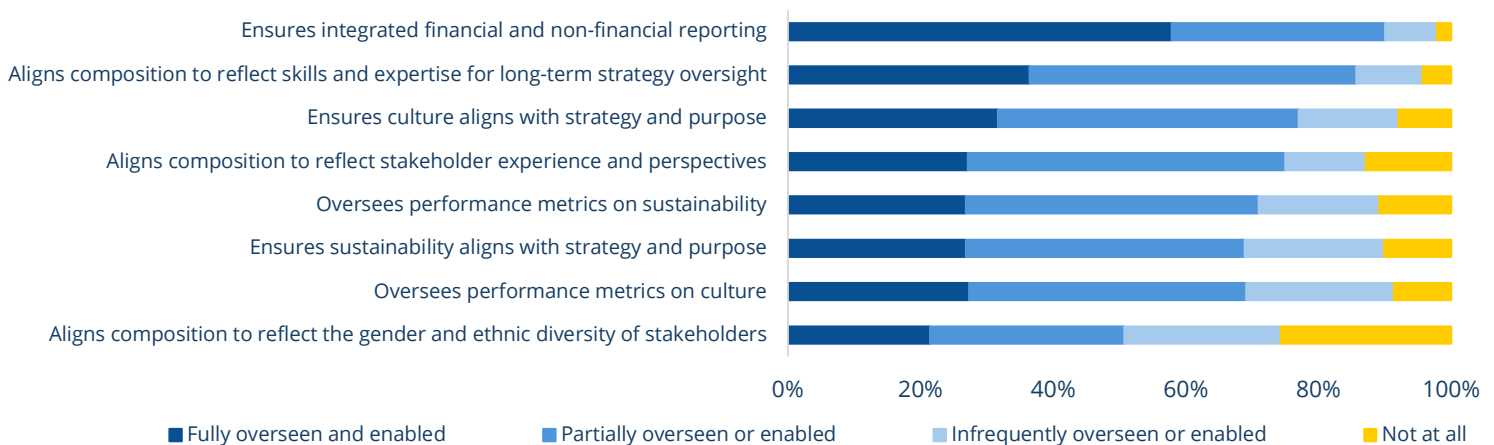 Ensures integrated financial and non-financial reporting
Aligns composition to reflect skills and expertise for long-term strategy oversight
Ensures culture aligns with strategy and purpose
Aligns composition to reflect stakeholder experience and perspectives
Oversees performance metrics on sustainability
Ensures sustainability aligns with strategy and purpose
Oversees performance metrics on culture
Aligns composition to reflect the gender and ethnic diversity of stakeholders
0% 20% 40% 60% 80% 100%
Fully overseen and enabled Partially overseen or enabled Infrequently overseen or enabled Not at all